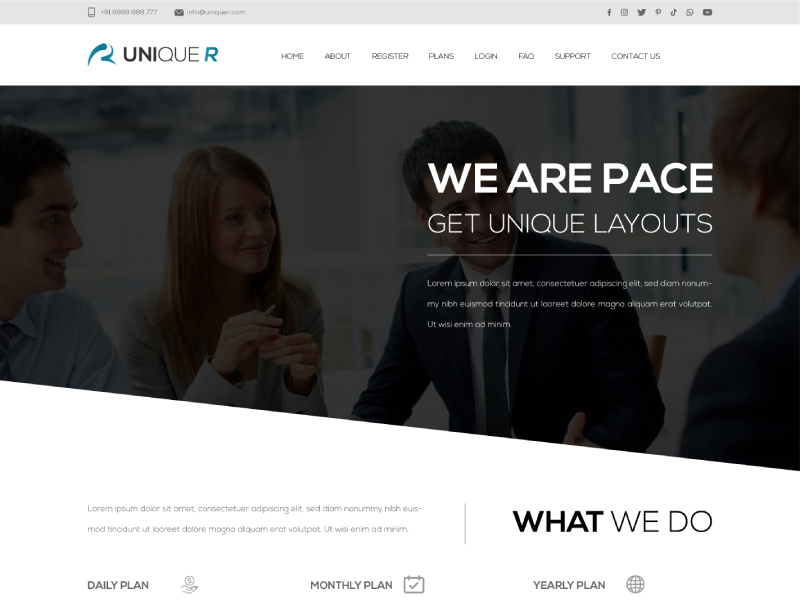 +91 9999 888 777 info@uniquer.com
UNIQUE R
HOME ABOUT REGISTER PLANS LOGIN FAQ SUPPORT CONTACT US
WE ARE PACE
GET UNIQUE LAYOUTS
Lorem ipsum dolor sit amet, consectetuer adipiscing elit, sed diam nonum-
my nibh euismod tincidunt ut laoreet dolore magna aliquam erat volutpat.
Ut wisi enim ad minim.
Lorem ipsum dolor sit amet, consectetuer adipiscing elit, sed diam nonummy nibh euis-
mod tincidunt ut laoreet dolore magna aliquam erat volutpat. Ut wisi enim ad minim.
WHAT WE DO
DAILY PLAN MONTHLY PLAN YEARLY PLAN